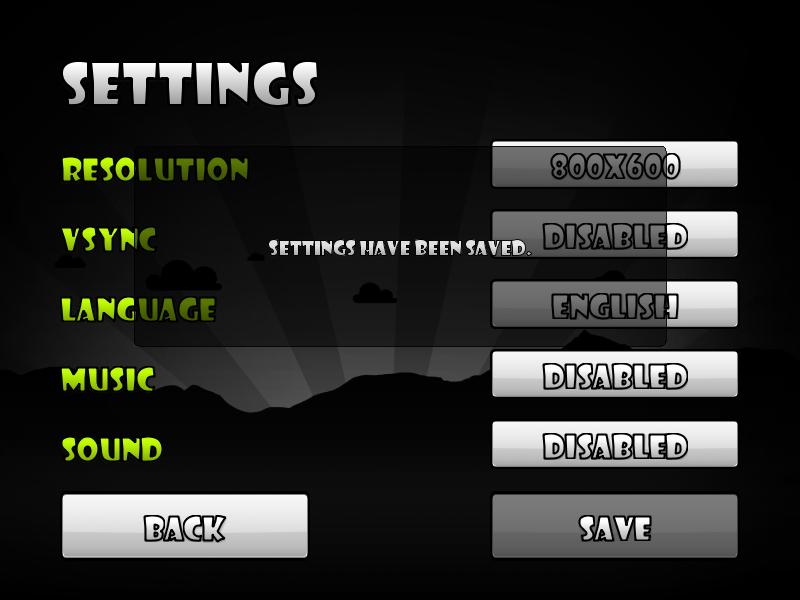 SETTINGS
RESOLUTION 800X600
VSYNC DISABLED
SETTINGS HAVE BEEN SAVED.
LANGUAGE ENGLISH
MUSIC DISABLED
SOUND DISABLED
BACK SAVE